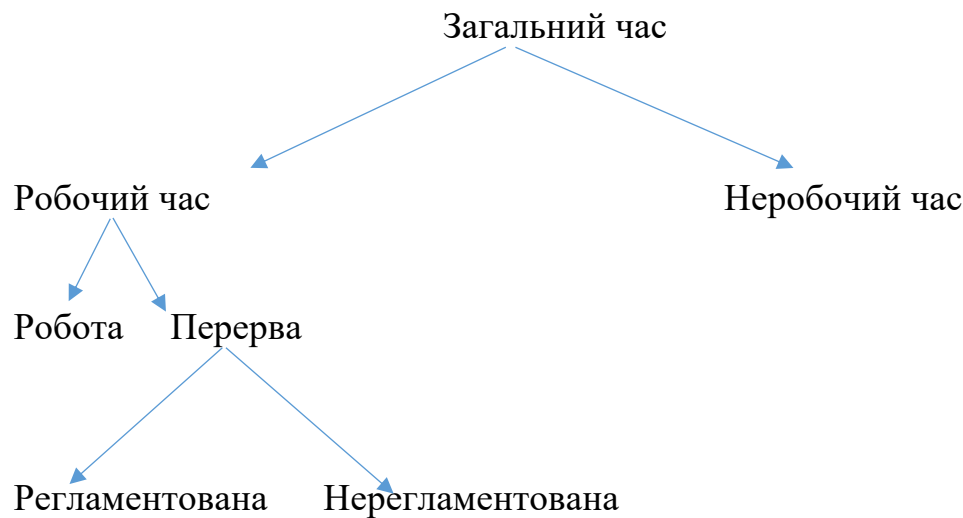 Загальний час
Робочий час Неробочий час
Робота Перерва
Регламентована Нерегламентована